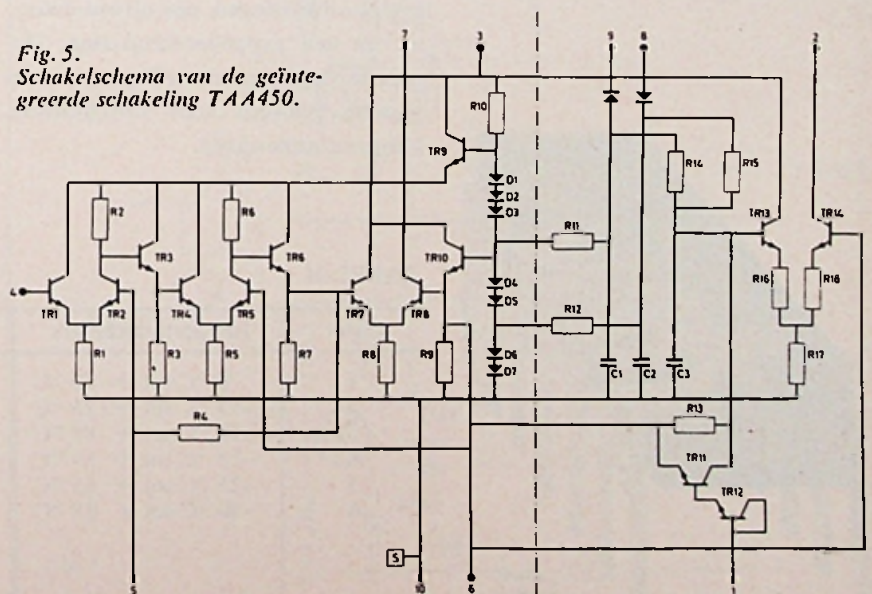 Fig. 5.
Schakelschema van de geïnte-
greerde schakeling TAA450.
7
3
9
8
2
R10
TR9
D1
D2
D3
R14
R15
R2
R6
TR3
TR6
TR10
R11
TR13
TR14
4
TR1
TR2
TR4
TR5
TR7
TR8
D4
D5
R16
R18
R12
R1
R3
R5
R7
R8
R9
D6
D7
C1
C2
C3
R17
R4
R13
TR11
TR12
S
5
10
6
1